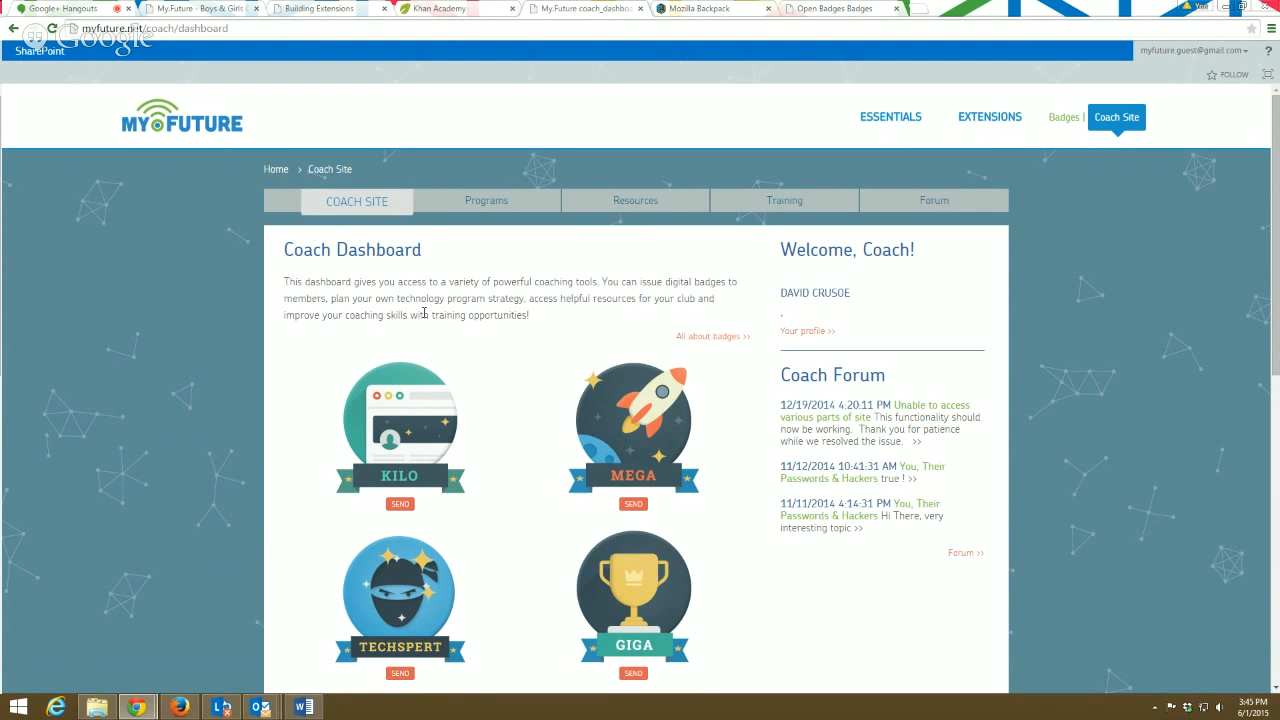 Google+ Hangouts
My.Future - Boys & Girls
Building Extensions
Khan Academy
My.Future coach_dashboa
Mozilla Backpack
Open Badges Badges
You
myfuture.net/coach/dashboard
Google
SharePoint
myfuture.guest@gmail.com
?
FOLLOW
MY FUTURE
ESSENTIALS
EXTENSIONS
Badges |
Coach Site
Home > Coach Site
COACH SITE
Programs
Resources
Training
Forum
Coach Dashboard
This dashboard gives you access to a variety of powerful coaching tools. You can issue digital badges to
members, plan your own technology program strategy, access helpful resources for your club and
improve your coaching skills with training opportunities!
All about badges >>
KILO
SEND
MEGA
SEND
TECHSPERT
SEND
GIGA
SEND
Welcome, Coach!
DAVID CRUSOE
,
Your profile >>
Coach Forum
12/19/2014 4:20:11 PM Unable to access
various parts of site This functionality should
now be working. Thank you for patience
while we resolved the issue. >>
11/12/2014 10:41:31 AM You, Their
Passwords & Hackers true ! >>
11/11/2014 4:14:31 PM You, Their
Passwords & Hackers Hi There, very
interesting topic >>
Forum >>
3:45 PM
6/1/2015